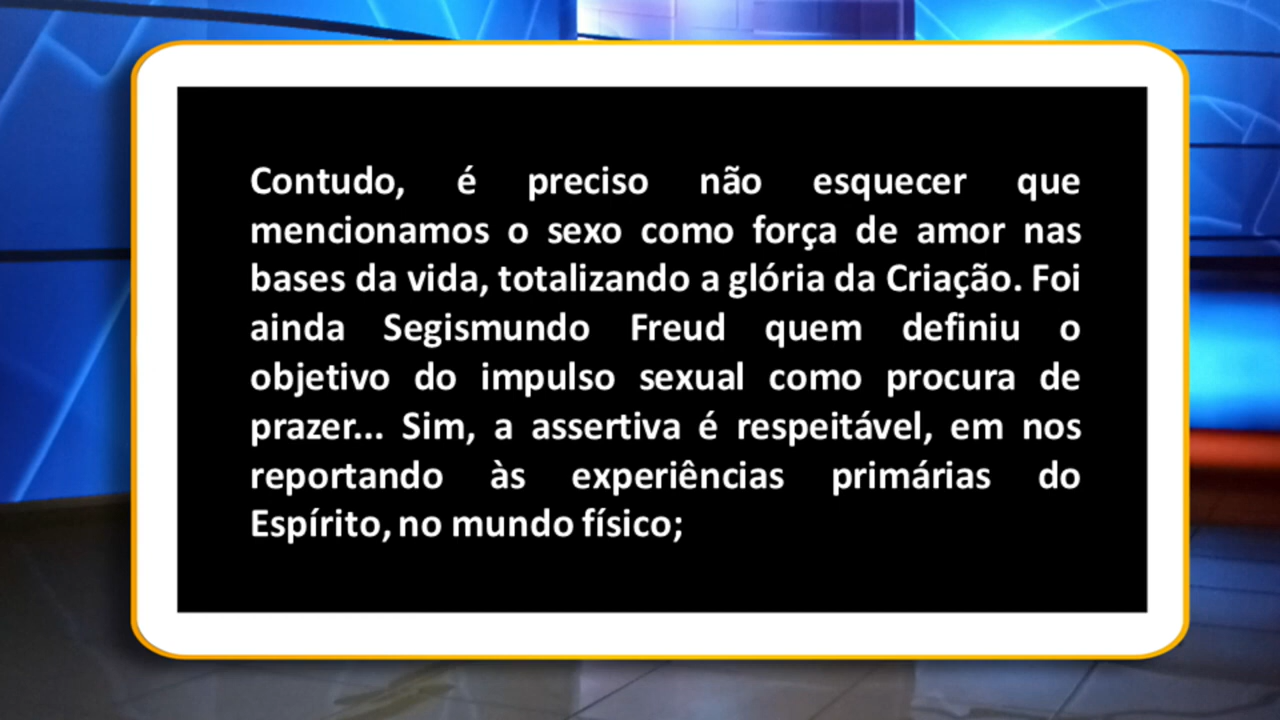 Contudo, é preciso não esquecer que
mencionamos o sexo como força de amor nas
bases da vida, totalizando a glória da Criação. Foi
ainda Segismundo Freud quem definiu o
objetivo do impulso sexual como procura de
prazer... Sim, a assertiva é respeitável, em nos
reportando às experiências primárias do
Espírito, no mundo físico;